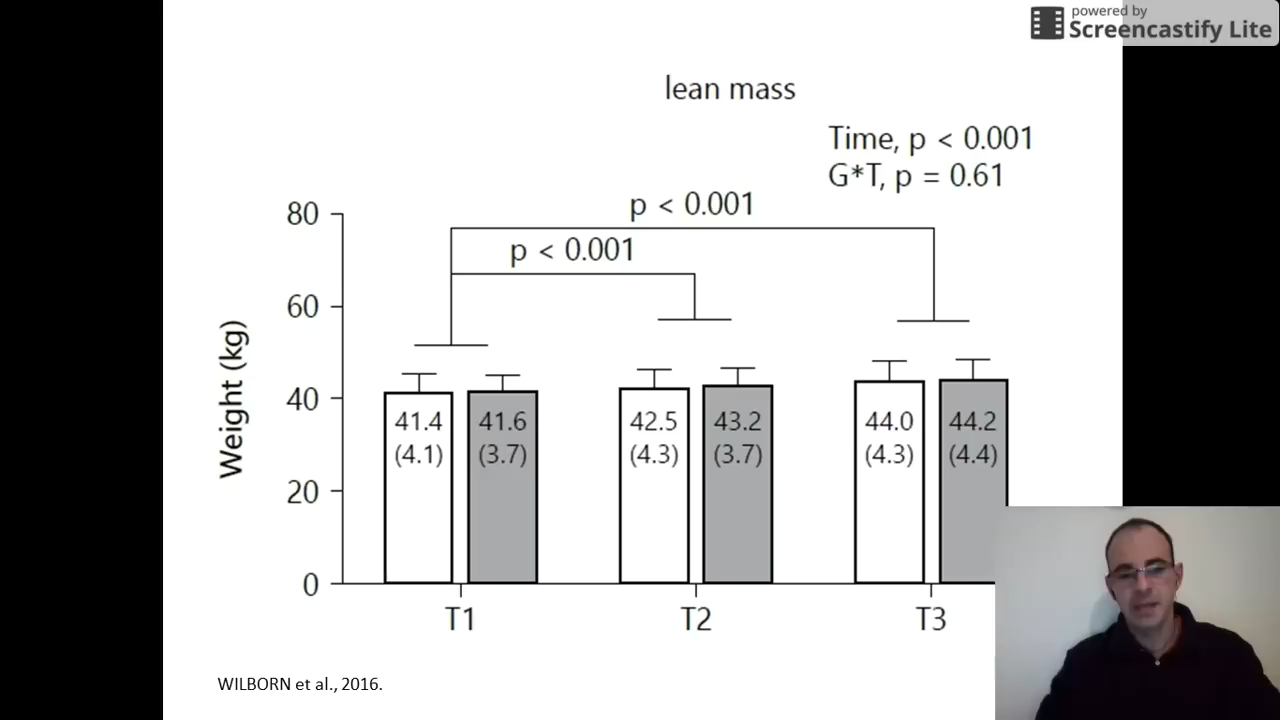 powered by
Screencastify Lite
lean mass
Time, p < 0.001
G*T, p = 0.61
p < 0.001
p < 0.001
80
60
40
20
0
Weight (kg)
41.4
(4.1)
41.6
(3.7)
42.5
(4.3)
43.2
(3.7)
44.0
(4.3)
44.2
(4.4)
T1
T2
T3
WILBORN et al., 2016.